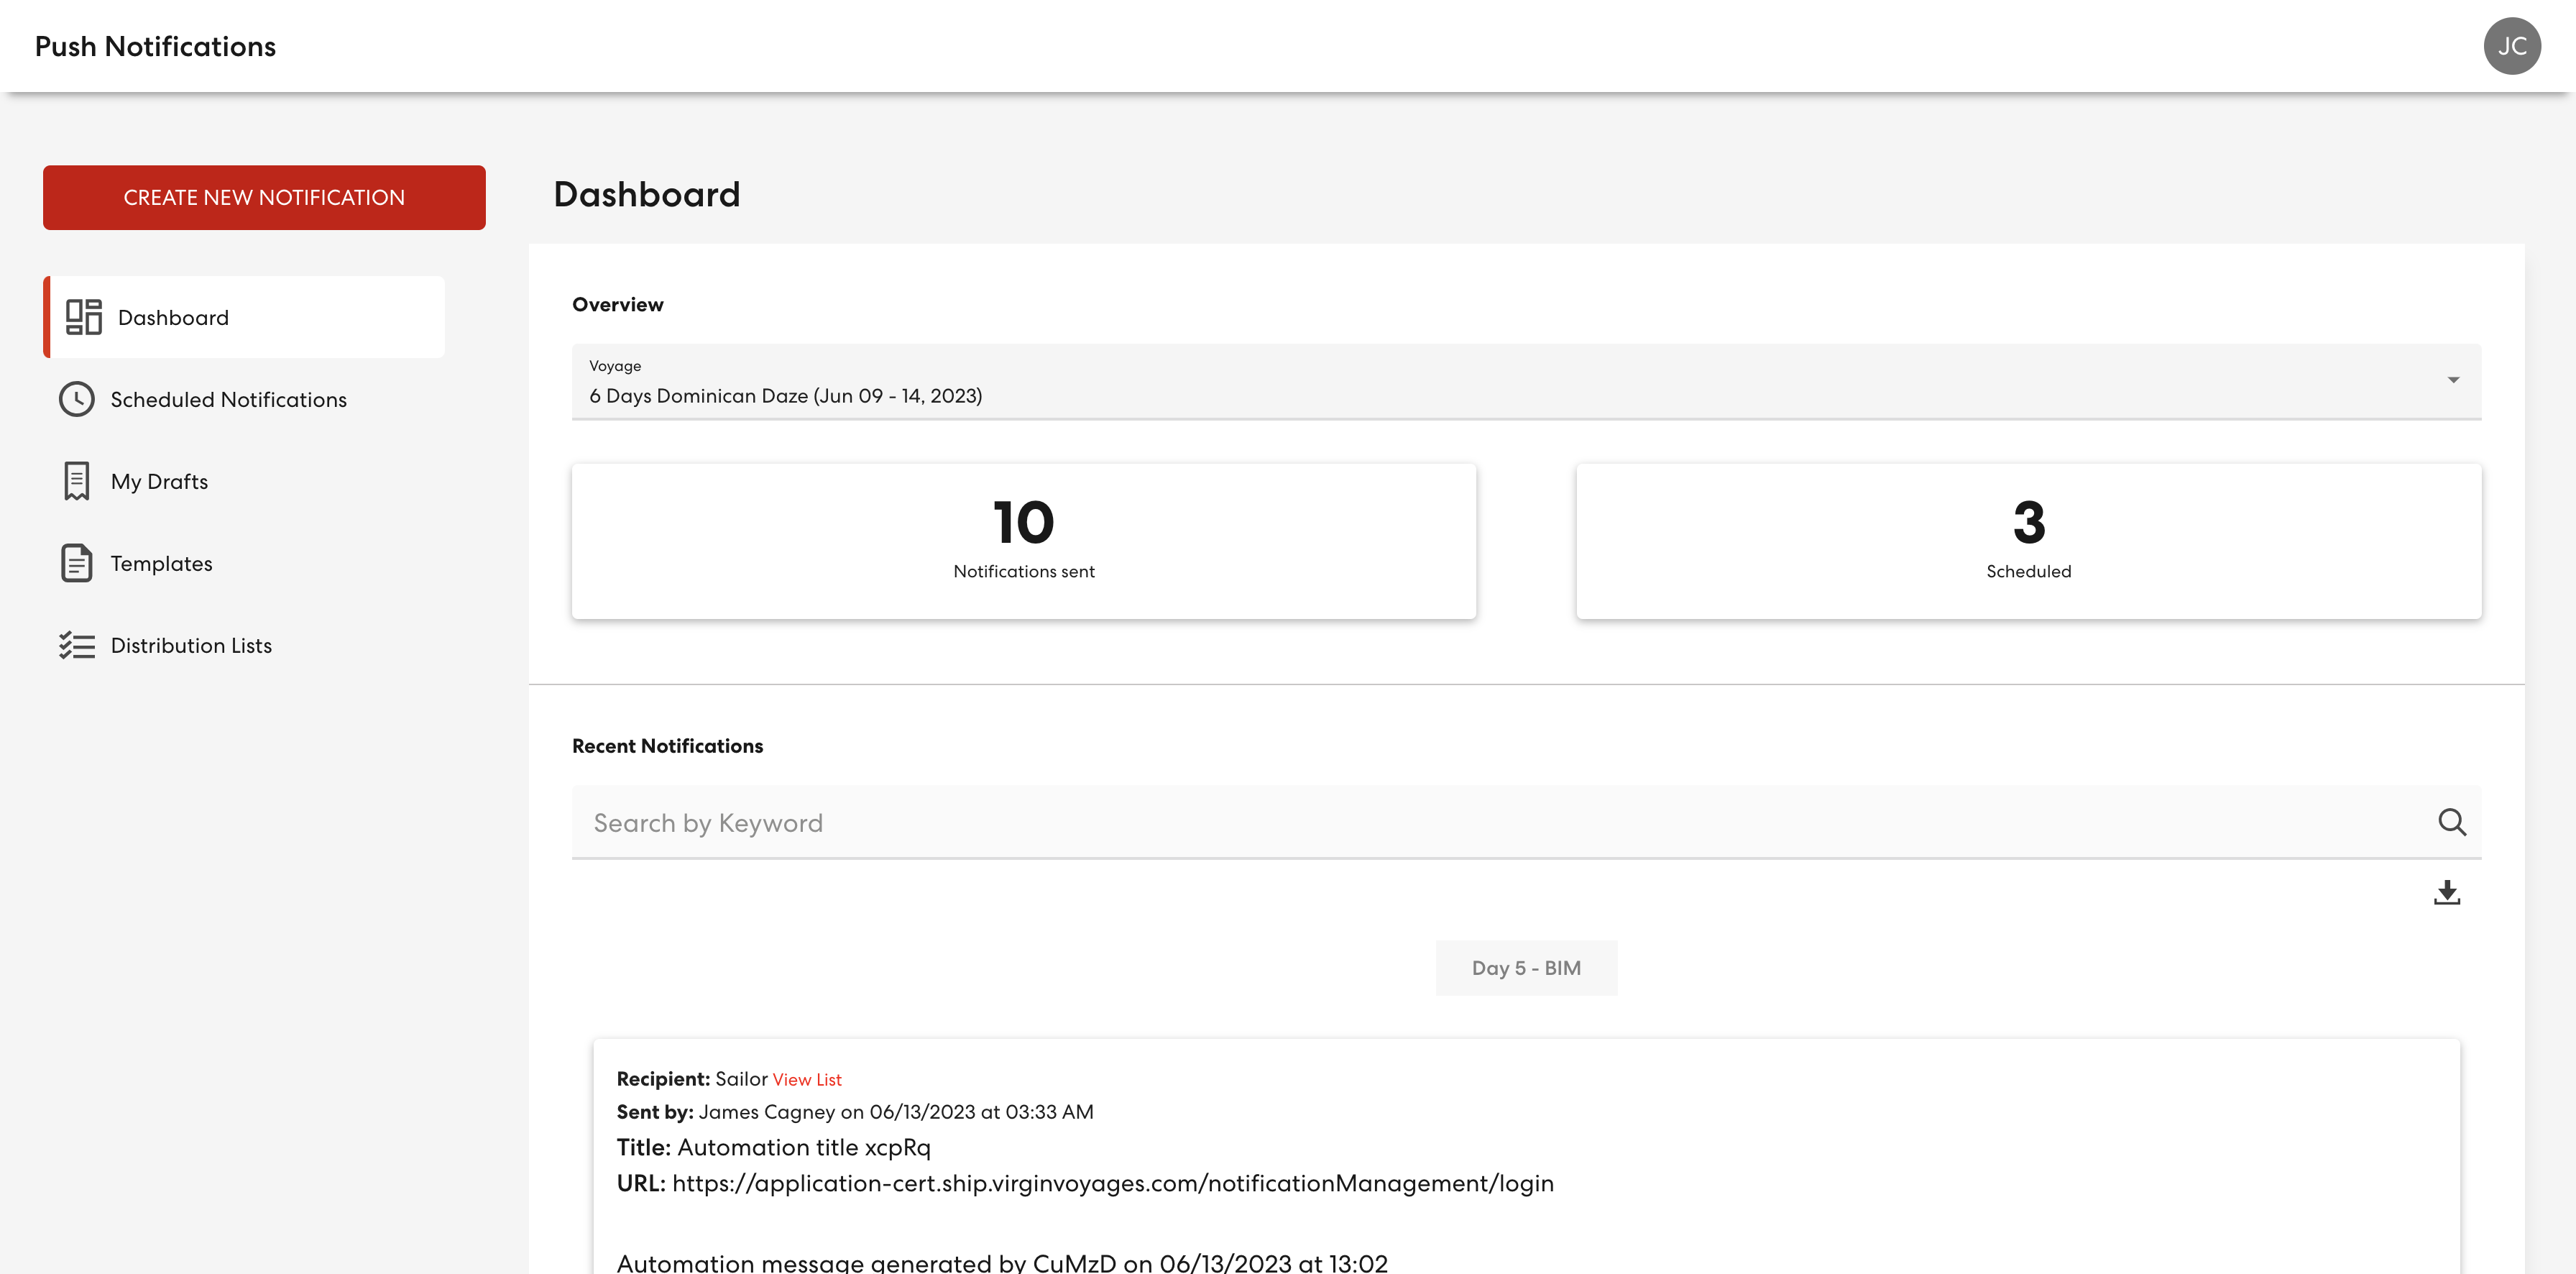 Push Notifications
JC
CREATE NEW NOTIFICATION
Dashboard
Scheduled Notifications
My Drafts
Templates
Distribution Lists
Dashboard
Overview
Voyage
6 Days Dominican Daze (Jun 09 - 14, 2023)
10
Notifications sent
3
Scheduled
Recent Notifications
Search by Keyword
Day 5 - BIM
Recipient: Sailor View List
Sent by: James Cagney on 06/13/2023 at 03:33 AM
Title: Automation title xcpRq
URL: https://application-cert.ship.virginvoyages.com/notificationManagement/login
Automation message generated by CuMzD on 06/13/2023 at 13:02